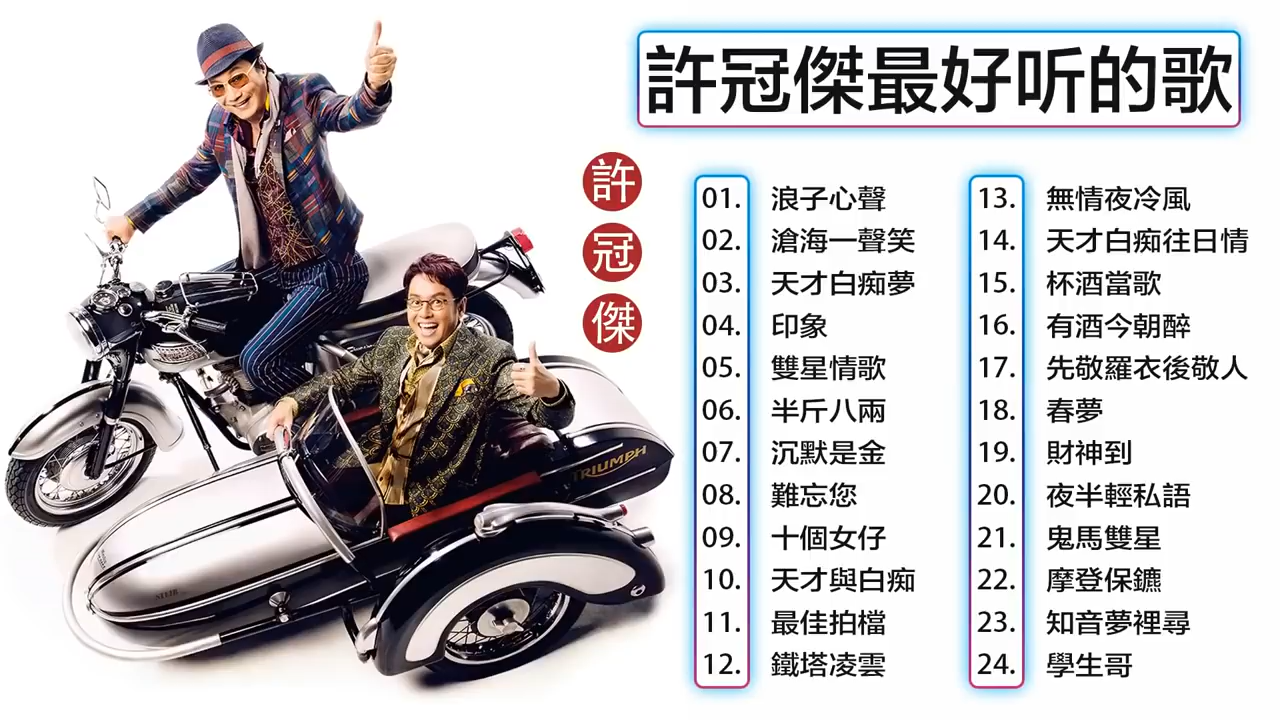 許冠傑最好听的歌
許
冠
傑
01. 浪子心聲
02. 滄海一聲笑
03. 天才白痴夢
04. 印象
05. 雙星情歌
06. 半斤八兩
07. 沉默是金
08. 難忘您
09. 十個女仔
10. 天才與白痴
11. 最佳拍檔
12. 鐵塔凌雲
13. 無情夜冷風
14. 天才白痴往日情
15. 杯酒當歌
16. 有酒今朝醉
17. 先敬羅衣後敬人
18. 春夢
19. 財神到
20. 夜半輕私語
21. 鬼馬雙星
22. 摩登保鑣
23. 知音夢裡尋
24. 學生哥
TRIUMPH